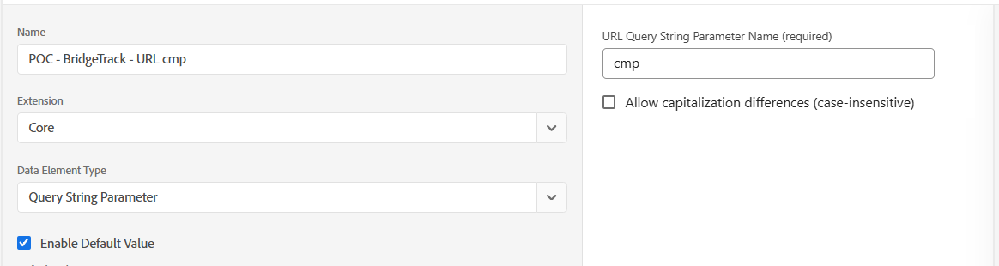 Name
POC - BridgeTrack - URL cmp
Extension
Core
Data Element Type
Query String Parameter
Enable Default Value
URL Query String Parameter Name (required)
cmp
Allow capitalization differences (case-insensitive)